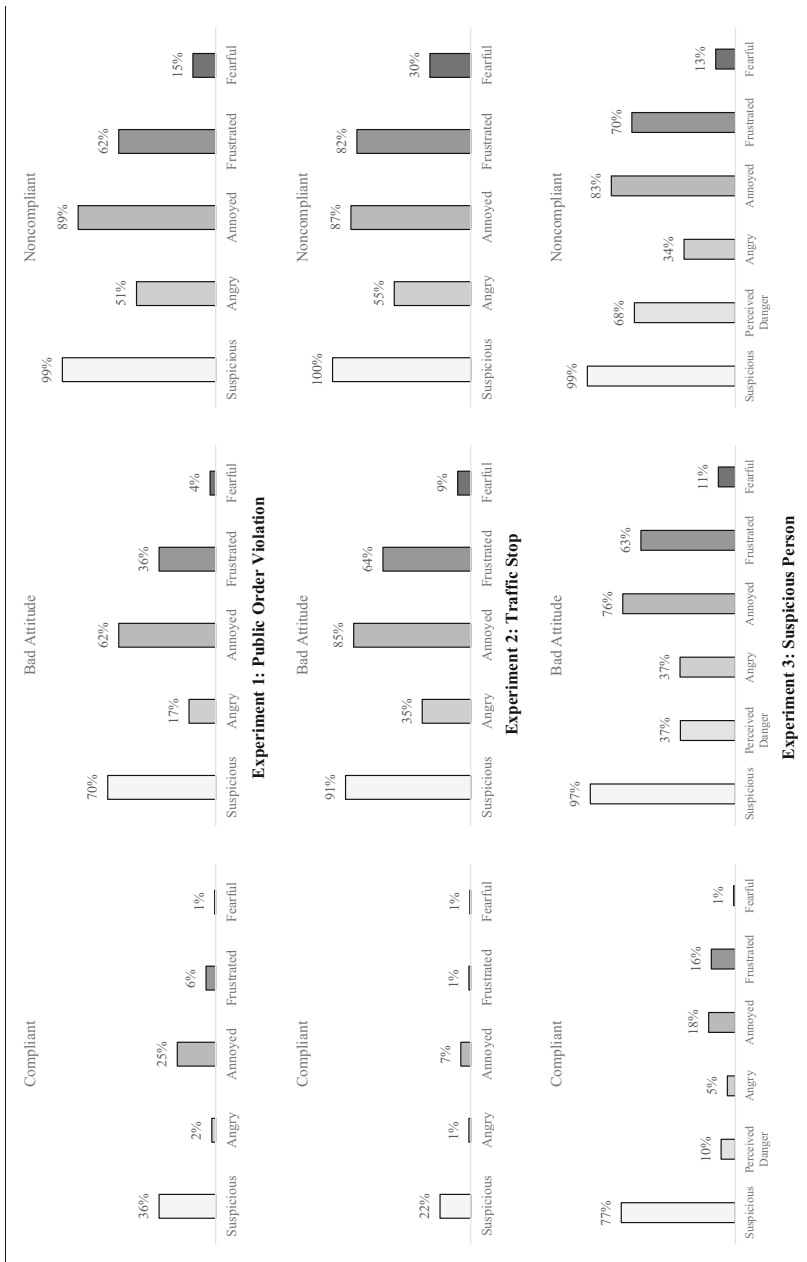 Compliant
36%
2%
25%
6%
1%
Suspicious Angry Annoyed Frustrated Fearful
Bad Attitude
70%
17%
62%
36%
4%
Suspicious Angry Annoyed Frustrated Fearful
Noncompliant
99%
51%
89%
62%
15%
Suspicious Angry Annoyed Frustrated Fearful
Experiment 1: Public Order Violation
Compliant
22%
1%
7%
1%
1%
Suspicious Angry Annoyed Frustrated Fearful
Bad Attitude
91%
35%
85%
64%
9%
Suspicious Angry Annoyed Frustrated Fearful
Noncompliant
100%
55%
87%
82%
30%
Suspicious Angry Annoyed Frustrated Fearful
Experiment 2: Traffic Stop
Compliant
77%
10%
5%
18%
16%
1%
Suspicious Perceived Angry Annoyed Frustrated Fearful
Danger
Bad Attitude
97%
37%
37%
76%
63%
11%
Suspicious Perceived Angry Annoyed Frustrated Fearful
Danger
Noncompliant
99%
68%
34%
83%
70%
13%
Suspicious Perceived Angry Annoyed Frustrated Fearful
Danger
Experiment 3: Suspicious Person